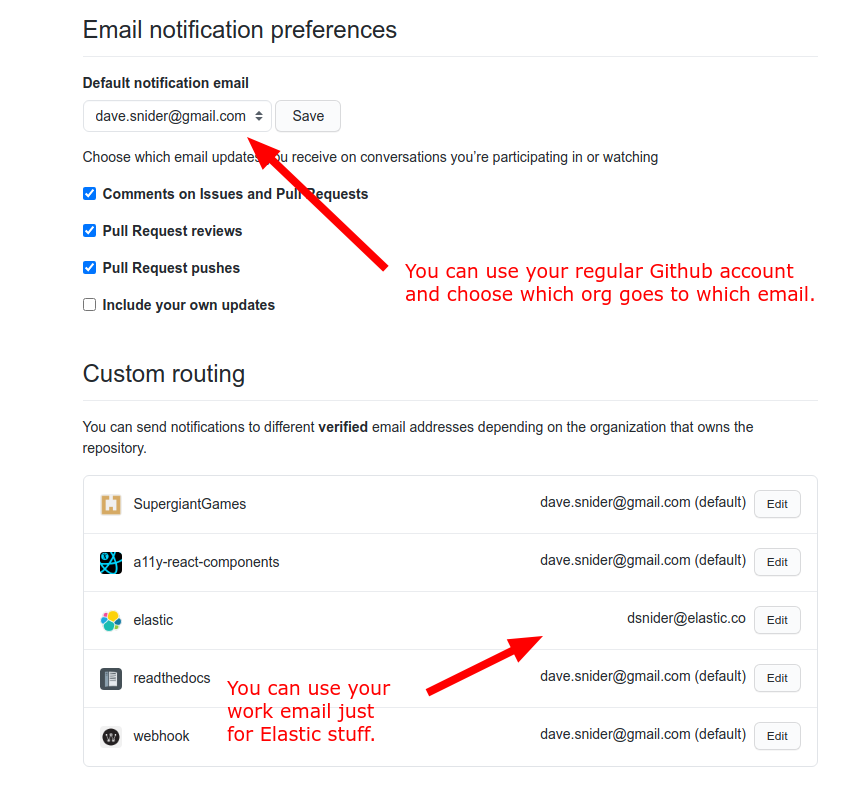 Email notification preferences
Default notification email
dave.snider@gmail.com Save
Choose which email updates you receive on conversations you're participating in or watching
Comments on Issues and Pull Requests
Pull Request reviews
Pull Request pushes
You can use your regular Github account
and choose which org goes to which email.
Include your own updates
Custom routing
You can send notifications to different verified email addresses depending on the organization that owns the
repository.
SupergiantGames dave.snider@gmail.com (default) Edit
a11y-react-components dave.snider@gmail.com (default) Edit
elastic dsnider@elastic.co Edit
readthedocs dave.snider@gmail.com (default) Edit
You can use your
work email just
for Elastic stuff.
webhook dave.snider@gmail.com (default) Edit